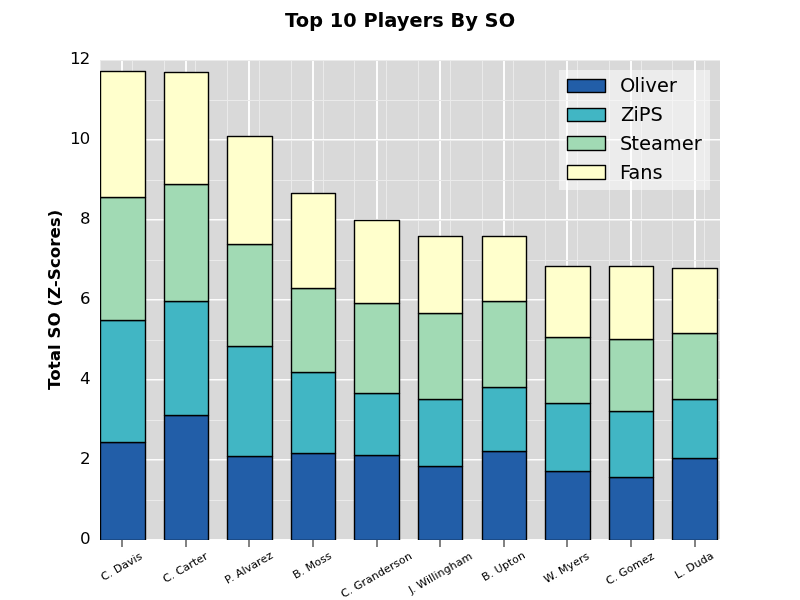 Top 10 Players By SO
Total SO (Z-Scores)
12
10
8
6
4
2
0
Oliver
ZiPS
Steamer
Fans
C. Davis
C. Carter
P. Alvarez
B. Moss
C. Granderson
J. Willingham
B. Upton
W. Myers
C. Gomez
L. Duda